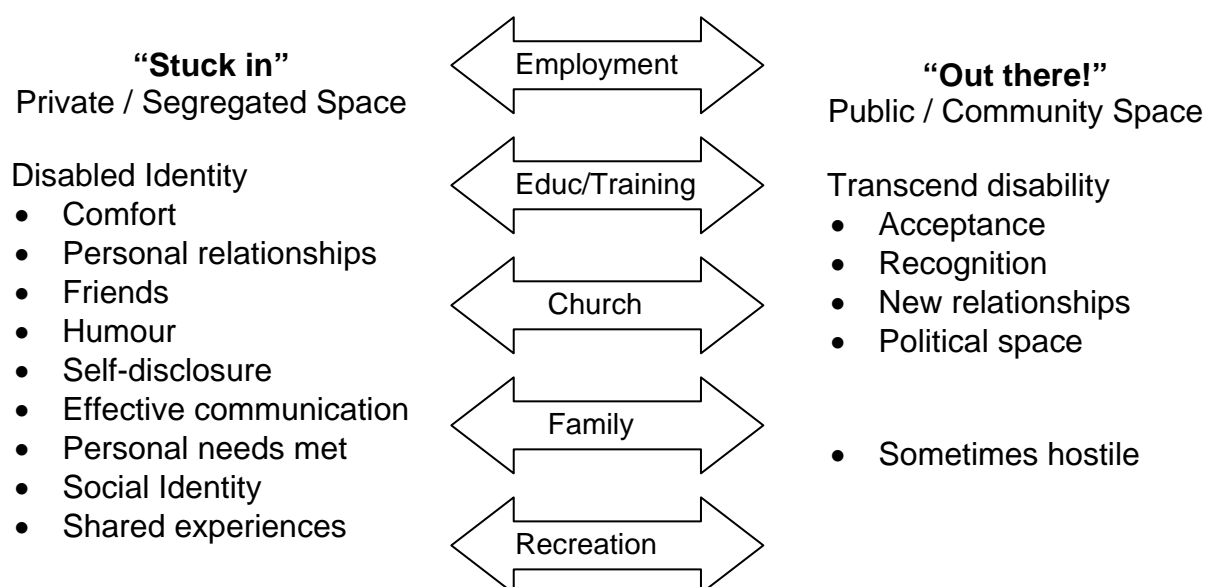 “Stuck in”
Private / Segregated Space
Disabled Identity
• Comfort
• Personal relationships
• Friends
• Humour
• Self-disclosure
• Effective communication
• Personal needs met
• Social Identity
• Shared experiences
Employment
Educ/Training
Church
Family
Recreation
“Out there!”
Public / Community Space
Transcend disability
• Acceptance
• Recognition
• New relationships
• Political space
• Sometimes hostile